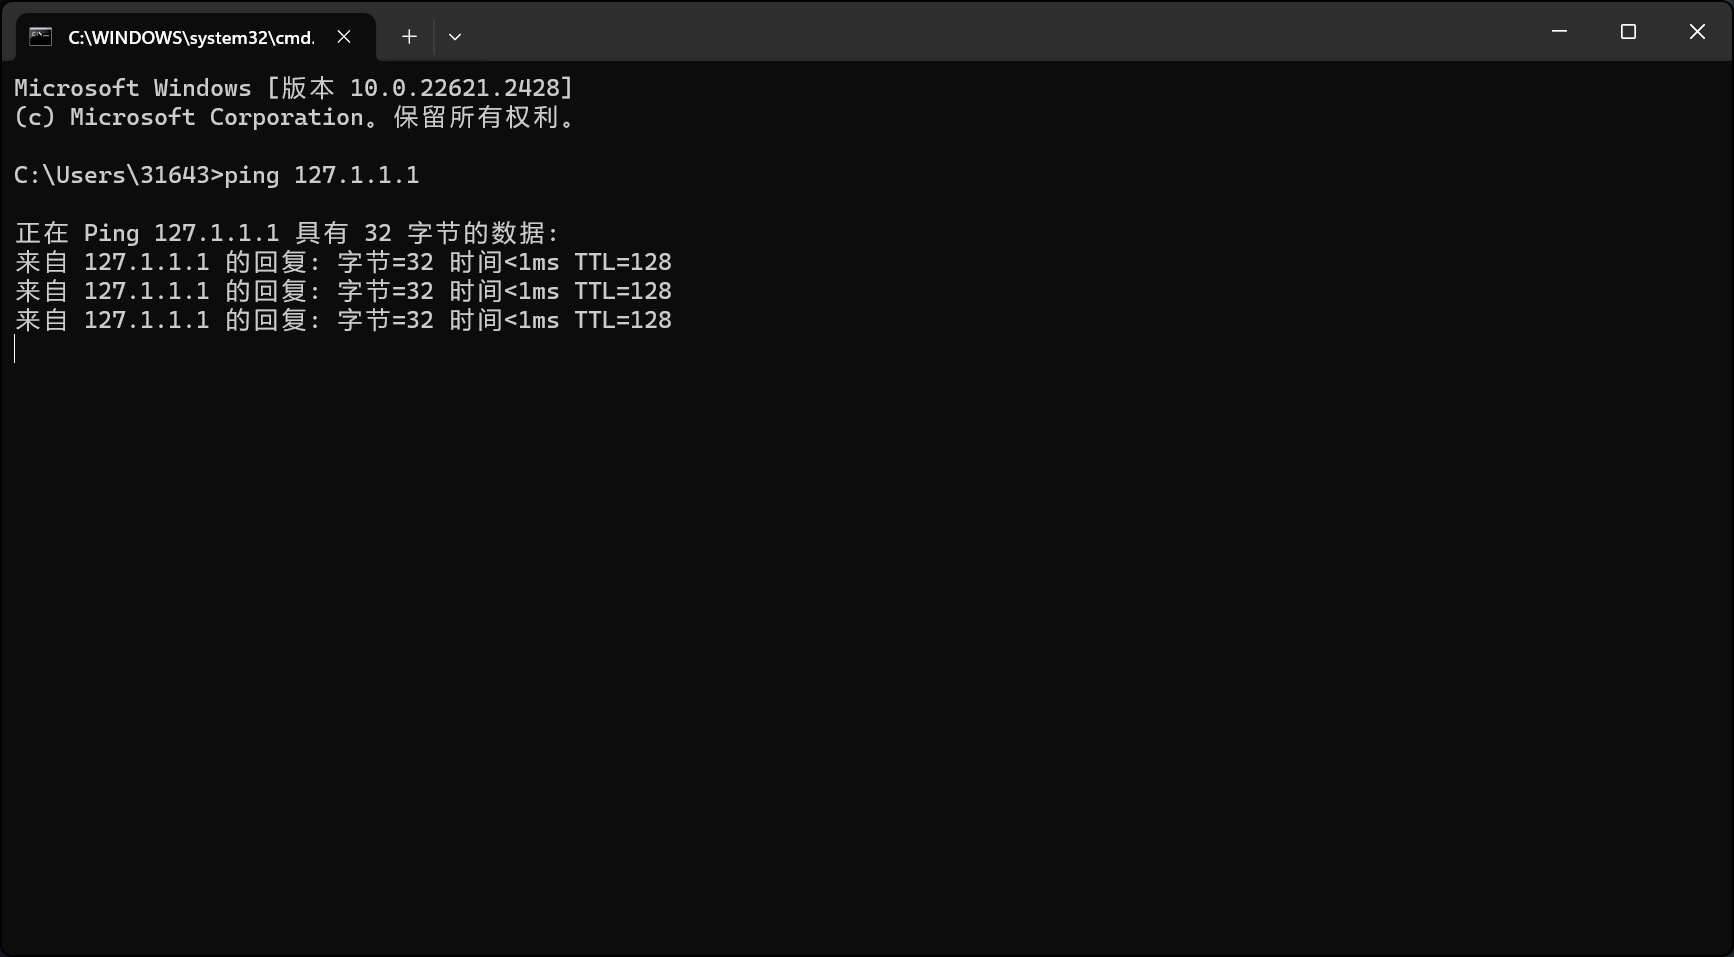 C:\WINDOWS\system32\cmd.
Microsoft Windows [版本 10.0.22621.2428]
(c) Microsoft Corporation。保留所有权利。
C:\Users\31643>ping 127.1.1.1
正在 Ping 127.1.1.1 具有 32 字节的数据:
来自 127.1.1.1 的回复: 字节=32 时间<1ms TTL=128
来自 127.1.1.1 的回复: 字节=32 时间<1ms TTL=128
来自 127.1.1.1 的回复: 字节=32 时间<1ms TTL=128